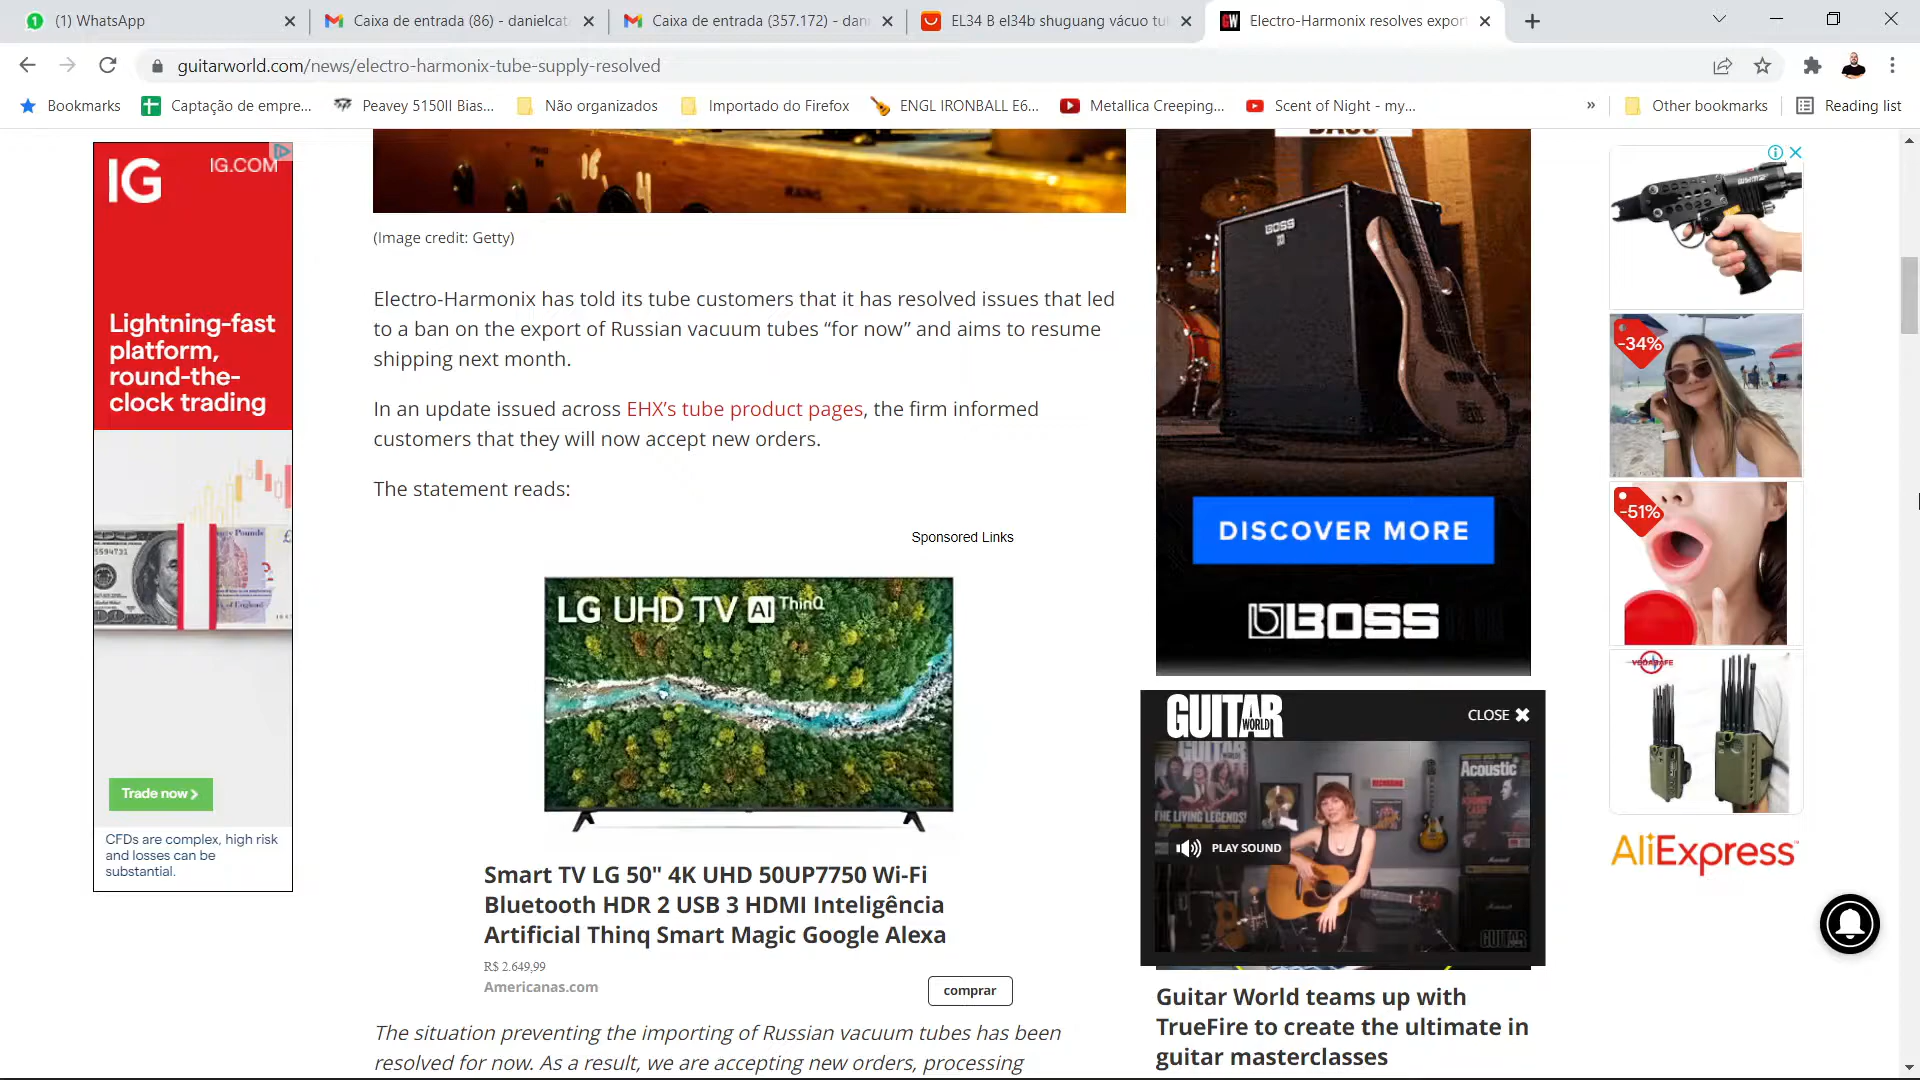 (1) WhatsApp
Caixa de entrada (86) - danielcat
Caixa de entrada (357.172) - dan
EL34 B el34b shuguang vácuo tu
GW
Electro-Harmonix resolves expor
guitarworld.com/news/electro-harmonix-tube-supply-resolved
Bookmarks
Captação de empre...
Peavey 5150II Bias...
Não organizados
Importado do Firefox
ENGL IRONBALL E6...
Metallica Creeping...
Scent of Night - my...
»
Other bookmarks
Reading list
IG
IG.COM
Lightning-fast
platform,
round-the-
clock trading
Trade now
CFDs are complex, high risk
and losses can be
substantial.
(Image credit: Getty)
Electro-Harmonix has told its tube customers that it has resolved issues that led
to a ban on the export of Russian vacuum tubes “for now” and aims to resume
shipping next month.
In an update issued across EHX’s tube product pages, the firm informed
customers that they will now accept new orders.
The statement reads:
Sponsored Links
LG UHD TV AI ThinQ
Smart TV LG 50" 4K UHD 50UP7750 Wi-Fi
Bluetooth HDR 2 USB 3 HDMI Inteligência
Artificial Thinq Smart Magic Google Alexa
R$ 2.649,99
Americanas.com
comprar
The situation preventing the importing of Russian vacuum tubes has been
resolved for now. As a result, we are accepting new orders, processing
BASS
BOSS
DISCOVER MORE
BOSS
GUITAR WORLD
CLOSE
THE LIVING LEGENDS!
RECORDING
Acoustic
PLAY SOUND
GUITAR
Guitar World teams up with
TrueFire to create the ultimate in
guitar masterclasses
-34%
-51%
AliExpress